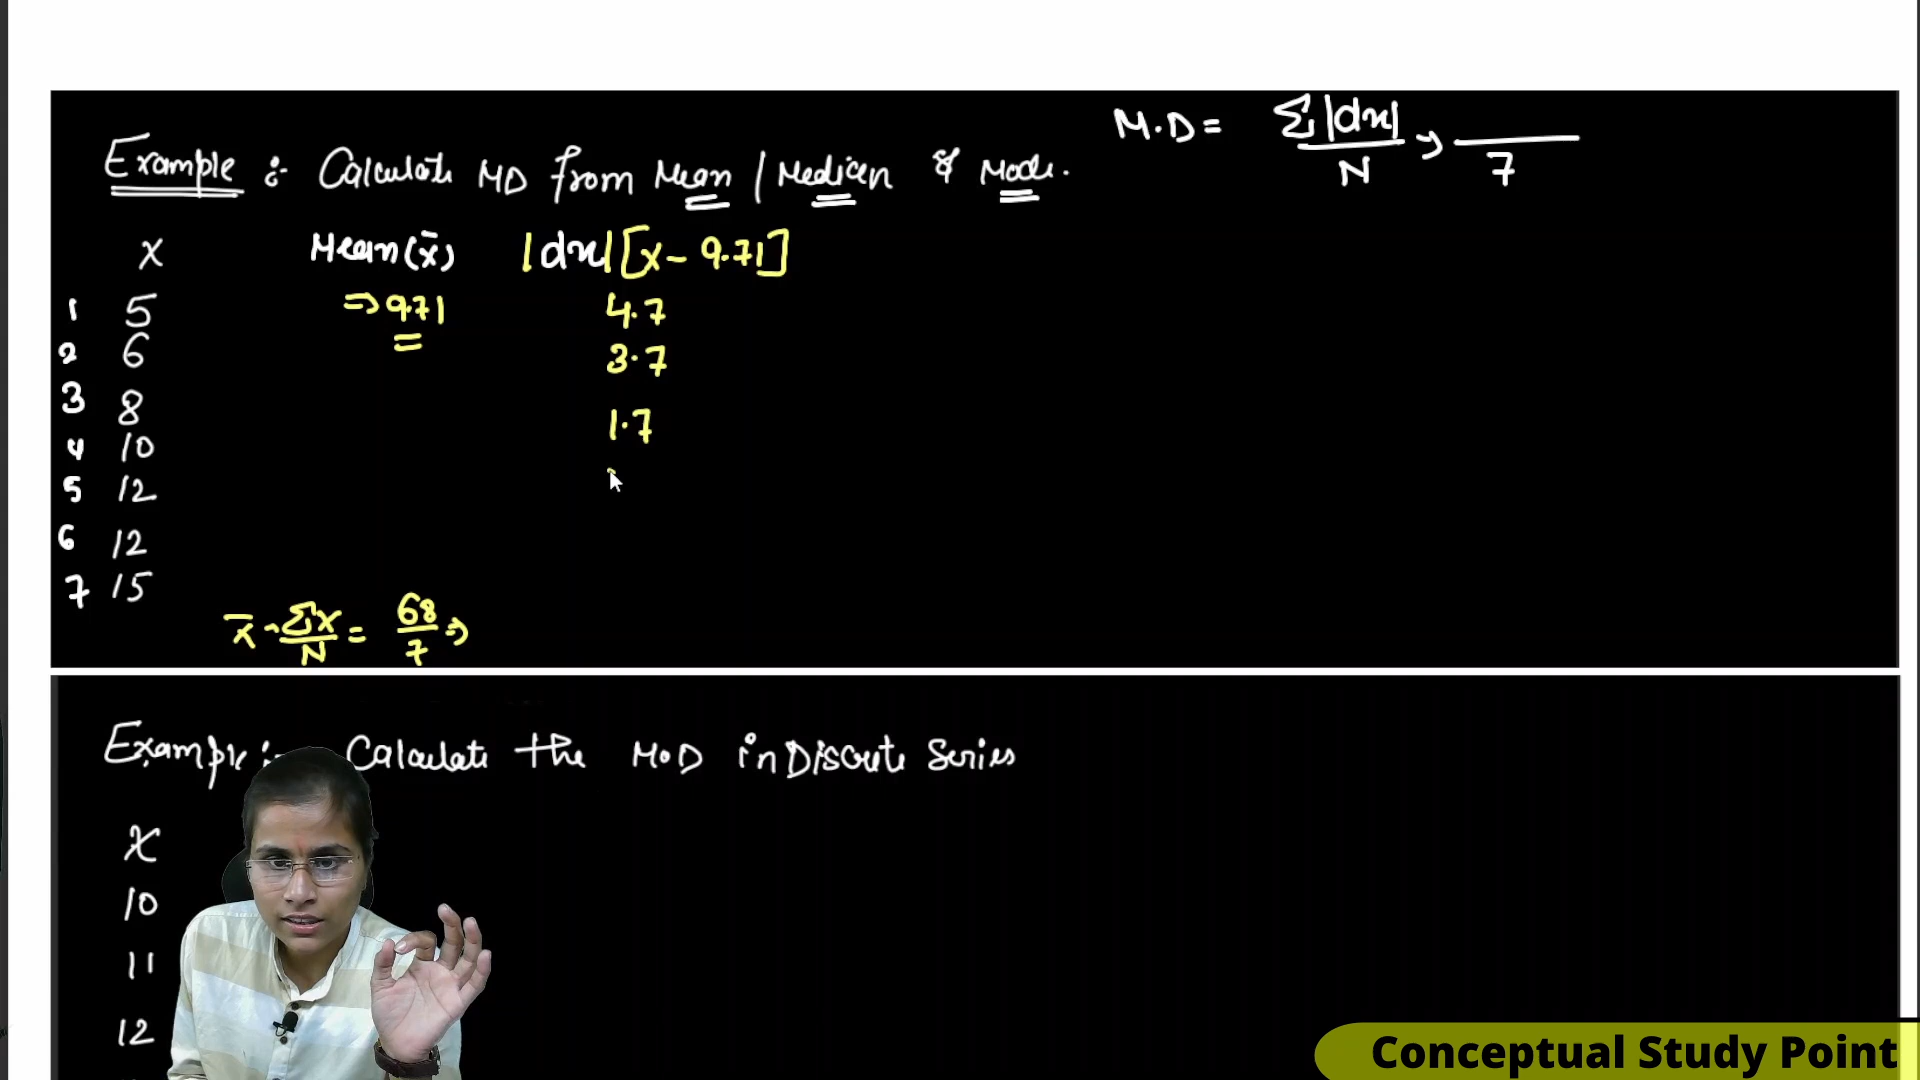 Example :- Calculate MD from Mean / Median & Mode.
M.D = Σ|dx| / N → / 7
X Mean(x̄) |dx| [x - 9.71]
1 5 ⇒ 9.71 4.7
2 6 3.7
3 8 1.7
4 10
5 12
6 12
7 15
x̄ - ΣX / N = 68 / 7 ⇒
Example :- Calculate the M.D in Discrete Series
X
10
11
12
Conceptual Study Point